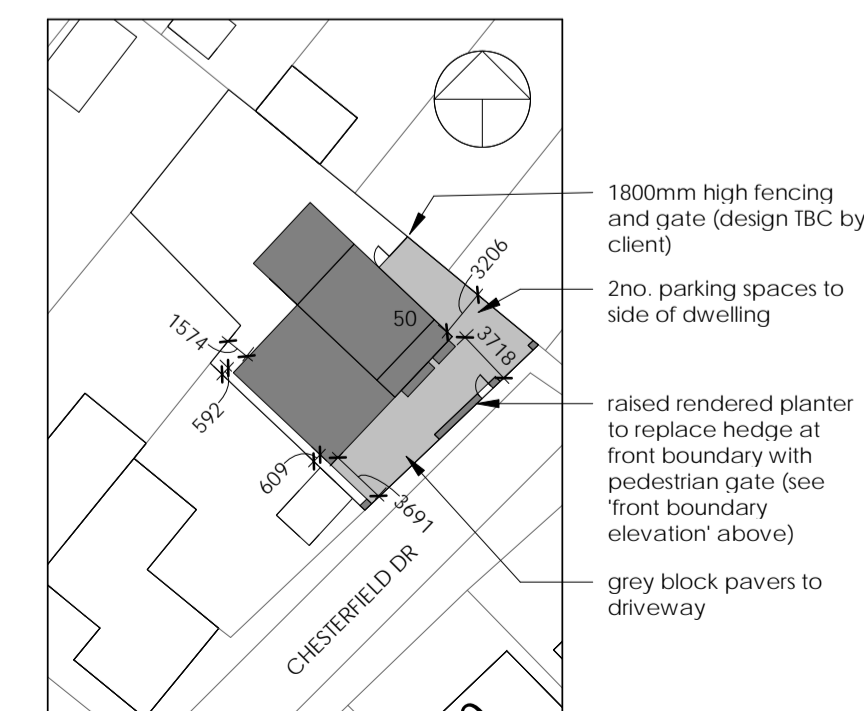 1800mm high fencing
and gate (design TBC by
client)
3206
2no. parking spaces to
side of dwelling
50
3718
1574
592
raised rendered planter
to replace hedge at
front boundary with
pedestrian gate (see
'front boundary
elevation' above)
609
3691
CHESTERFIELD DR
grey block pavers to
driveway